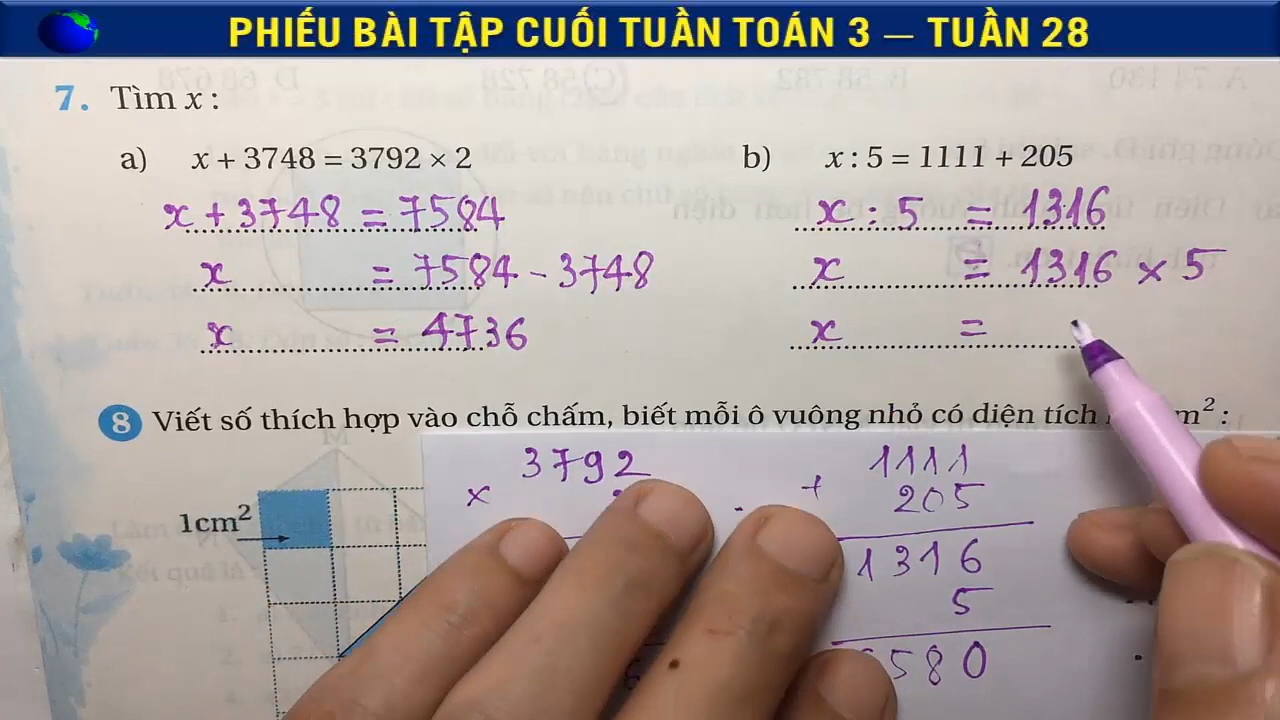 PHIẾU BÀI TẬP CUỐI TUẦN TOÁN 3 — TUẦN 28
7. Tìm x :
a) x + 3748 = 3792 × 2
x + 3748 = 7584
x = 7584 - 3748
x = 4736
b) x : 5 = 1111 + 205
x : 5 = 1316
x = 1316 × 5
x =
8 Viết số thích hợp vào chỗ chấm, biết mỗi ô vuông nhỏ có diện tích m² :
1cm²
3792
×
1111
+ 205
1316
5
580